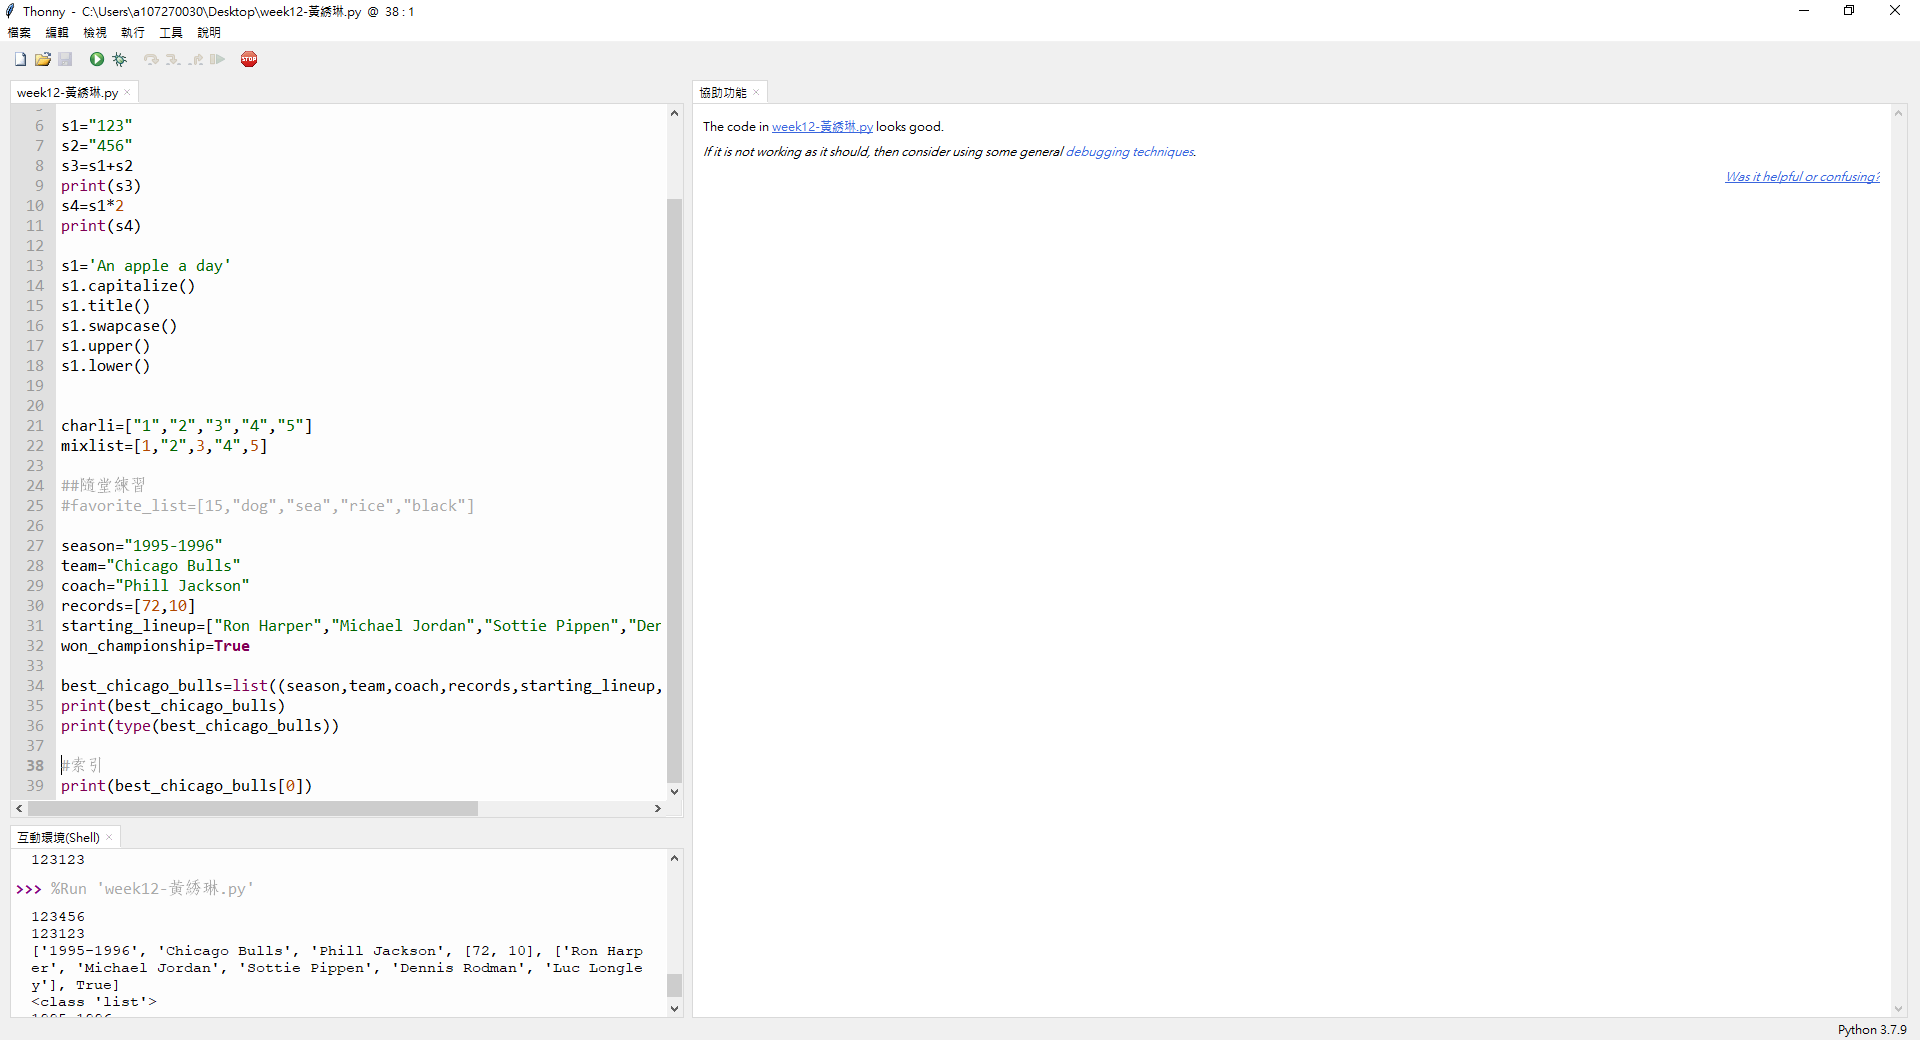 Thonny - C:\Users\a107270030\Desktop\week12-黃綉琳.py @ 38 : 1
檔案 編輯 檢視 執行 工具 說明
STOP
week12-黃綉琳.py ×
6 s1="123"
7 s2="456"
8 s3=s1+s2
9 print(s3)
10 s4=s1*2
11 print(s4)
12
13 s1='An apple a day'
14 s1.capitalize()
15 s1.title()
16 s1.swapcase()
17 s1.upper()
18 s1.lower()
19
20
21 charli=["1","2","3","4","5"]
22 mixlist=[1,"2",3,"4",5]
23
24 ##隨堂練習
25 #favorite_list=[15,"dog","sea","rice","black"]
26
27 season="1995-1996"
28 team="Chicago Bulls"
29 coach="Phill Jackson"
30 records=[72,10]
31 starting_lineup=["Ron Harper","Michael Jordan","Sottie Pippen","Der
32 won_championship=True
33
34 best_chicago_bulls=list((season,team,coach,records,starting_lineup,
35 print(best_chicago_bulls)
36 print(type(best_chicago_bulls))
37
38 #索引
39 print(best_chicago_bulls[0])
互動環境(Shell) ×
123123
>>> %Run 'week12-黃綉琳.py'
123456
123123
['1995-1996', 'Chicago Bulls', 'Phill Jackson', [72, 10], ['Ron Harp
er', 'Michael Jordan', 'Sottie Pippen', 'Dennis Rodman', 'Luc Longle
y'], True]
<class 'list'>
1995-1996
協助功能 ×
The code in week12-黃綉琳.py looks good.
If it is not working as it should, then consider using some general debugging techniques.
Was it helpful or confusing?
Python 3.7.9